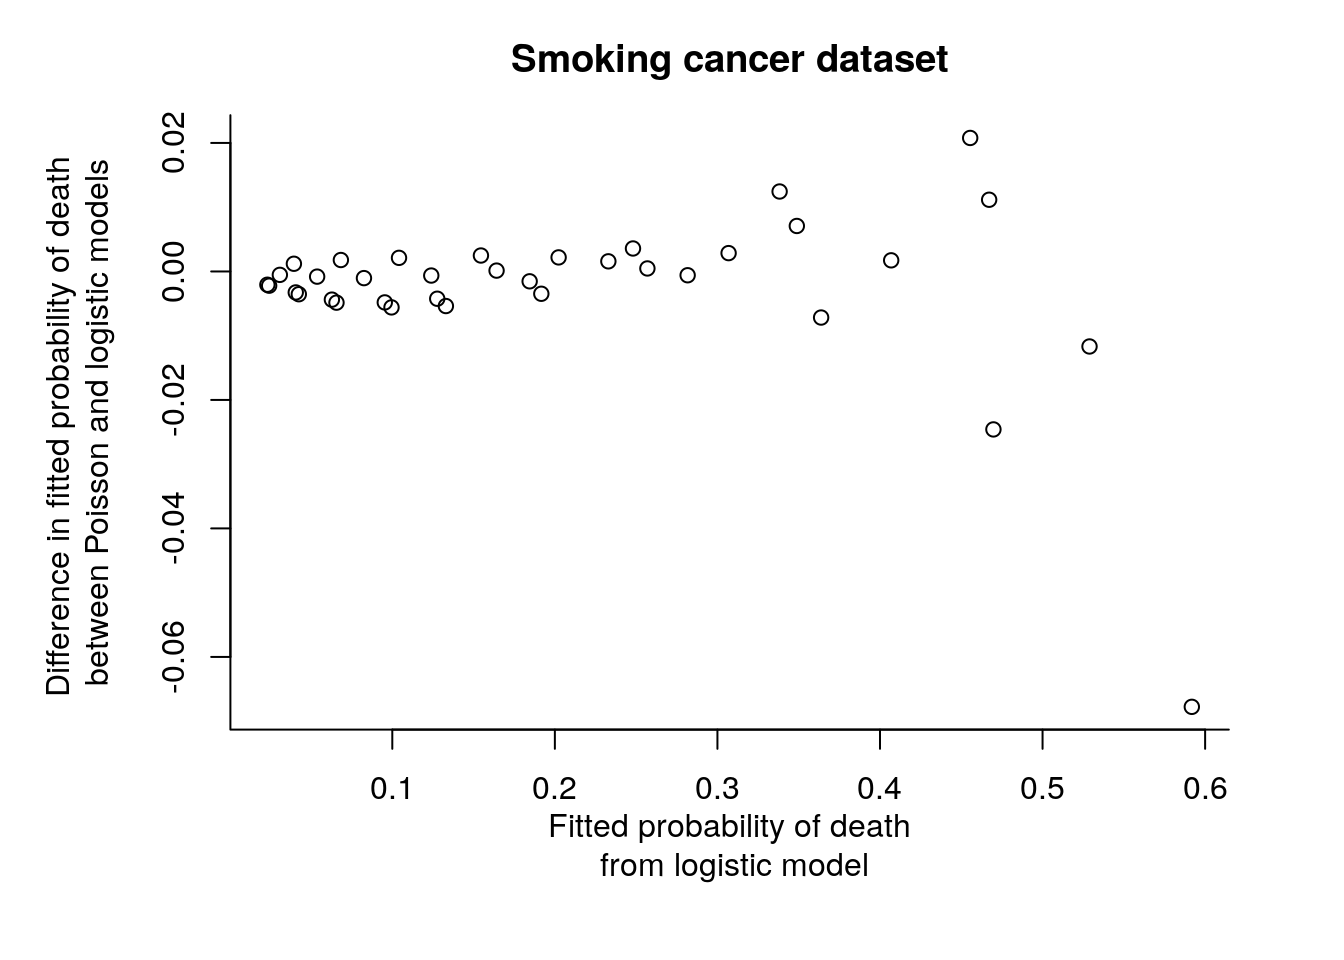 Smoking cancer dataset
Difference in fitted probability of death
between Poisson and logistic models
0.02
0.00
-0.02
-0.04
-0.06
0.1 0.2 0.3 0.4 0.5 0.6
Fitted probability of death
from logistic model